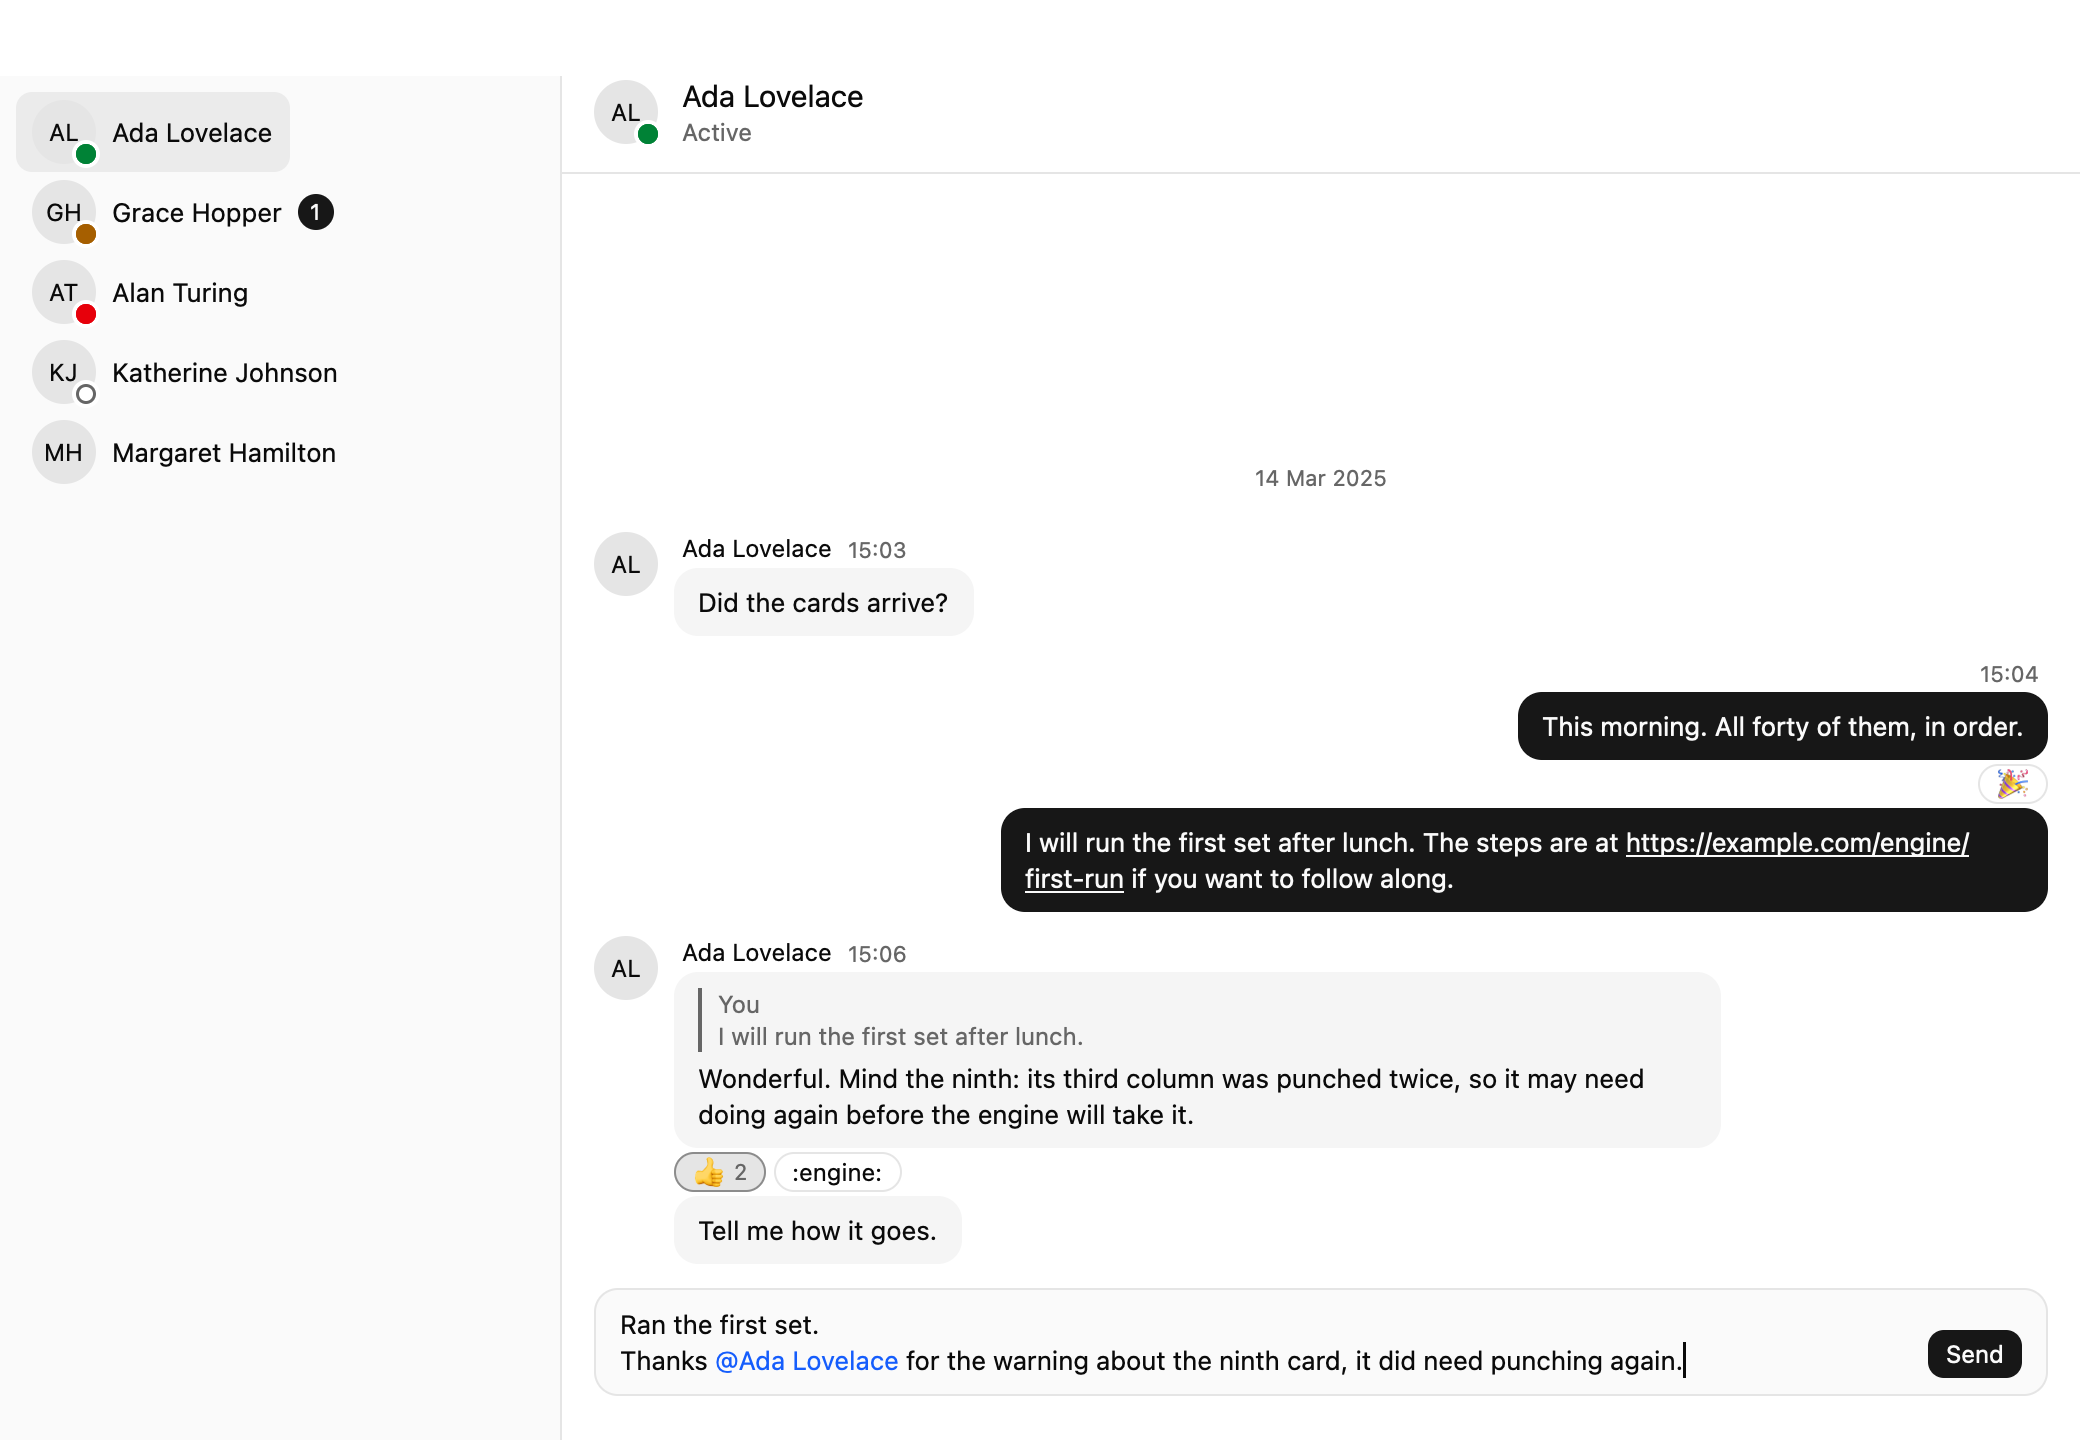 AL Ada Lovelace
GH Grace Hopper 1
AT Alan Turing
KJ Katherine Johnson
MH Margaret Hamilton
AL Ada Lovelace
Active
14 Mar 2025
AL Ada Lovelace 15:03
Did the cards arrive?
15:04
This morning. All forty of them, in order.
🎉
I will run the first set after lunch. The steps are at https://example.com/engine/
first-run if you want to follow along.
AL Ada Lovelace 15:06
You
I will run the first set after lunch.
Wonderful. Mind the ninth: its third column was punched twice, so it may need
doing again before the engine will take it.
👍 2 :engine:
Tell me how it goes.
Ran the first set.
Thanks @Ada Lovelace for the warning about the ninth card, it did need punching again.
Send